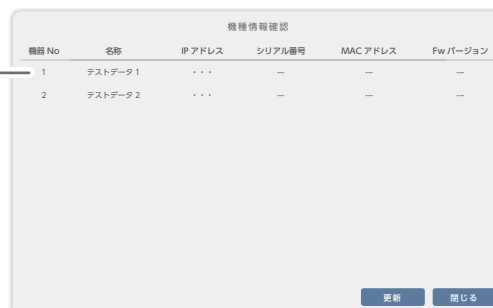 機種情報確認
機器 No 名称 IP アドレス シリアル番号 MAC アドレス Fw バージョン
1 テストデータ 1 ・・・ --- --- ---
2 テストデータ 2 ・・・ --- --- ---
更新 閉じる